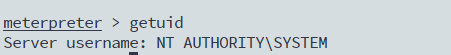 meterpreter > getuid
Server username: NT AUTHORITY\SYSTEM